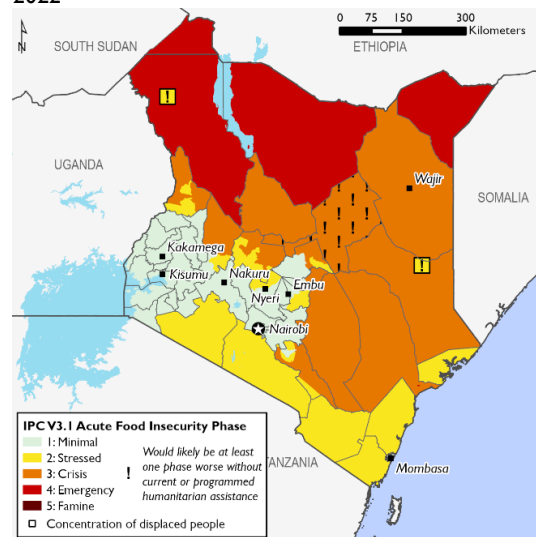 2022
N
0 75 150 300
Kilometers
SOUTH SUDAN
ETHIOPIA
!
UGANDA
Wajir
SOMALIA
! ! !
! ! !
! ! !
! !
!
Kakamega
Kisumu
Nakuru
Embu
Nyeri
Nairobi
IPC V3.1 Acute Food Insecurity Phase
1: Minimal
2: Stressed
3: Crisis
4: Emergency
5: Famine
! Would likely be at least
one phase worse without
current or programmed
humanitarian assistance
Concentration of displaced people
TANZANIA
Mombasa